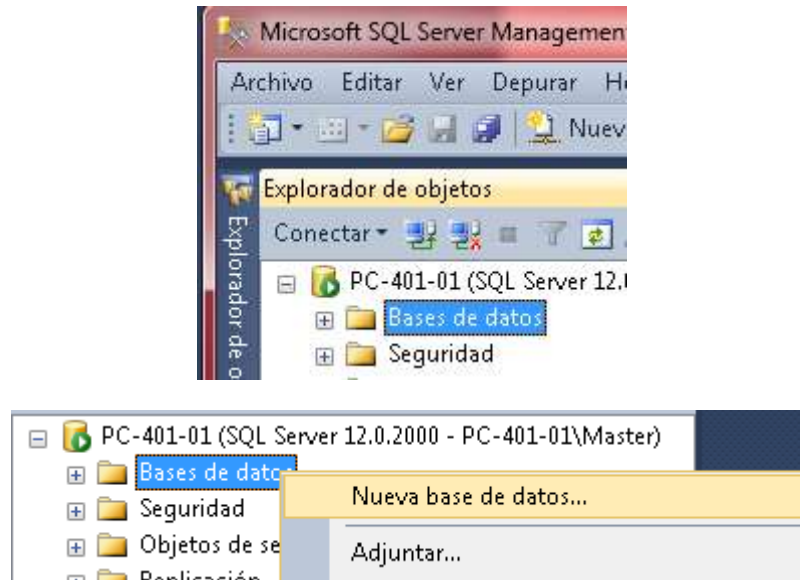 Microsoft SQL Server Managemen
Archivo Editar Ver Depurar H
Nuev
Explorador de objetos
Explorador de o
Conectar
PC-401-01 (SQL Server 12.
Bases de datos
Seguridad
PC-401-01 (SQL Server 12.0.2000 - PC-401-01\Master)
Bases de dato
Nueva base de datos...
Seguridad
Objetos de se
Adjuntar...
Replicación